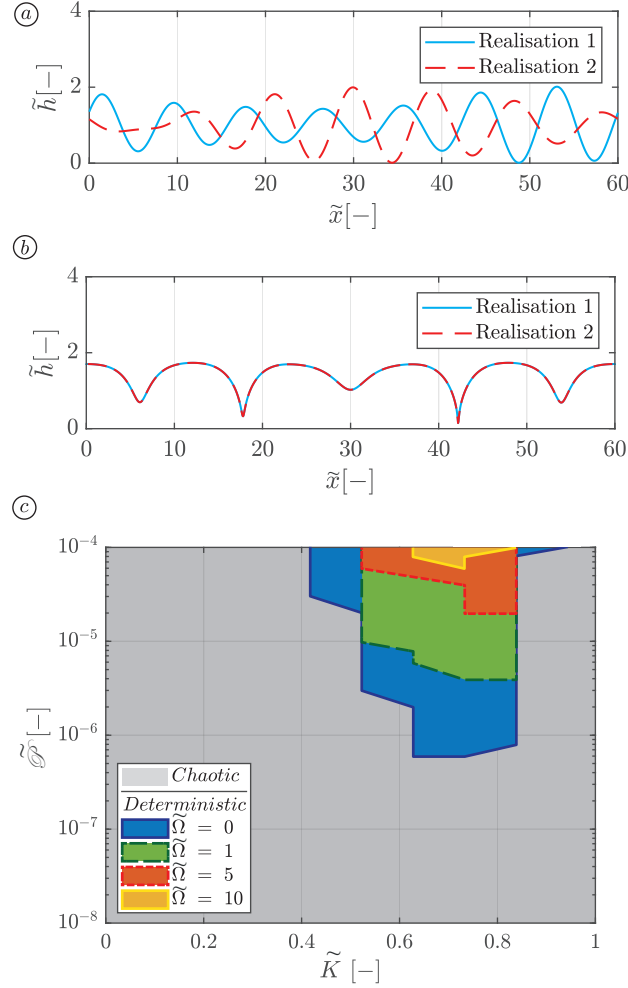 a
4
2
0
h̃[−]
Realisation 1
Realisation 2
0 10 20 30 40 50 60
x̃[−]
b
4
2
0
h̃[−]
Realisation 1
Realisation 2
0 10 20 30 40 50 60
x̃[−]
c
10⁻⁴
10⁻⁵
10⁻⁶
10⁻⁷
10⁻⁸
𝒫̃ [−]
Chaotic
Deterministic
Ω̃ = 0
Ω̃ = 1
Ω̃ = 5
Ω̃ = 10
0 0.2 0.4 0.6 0.8 1
K̃ [−]